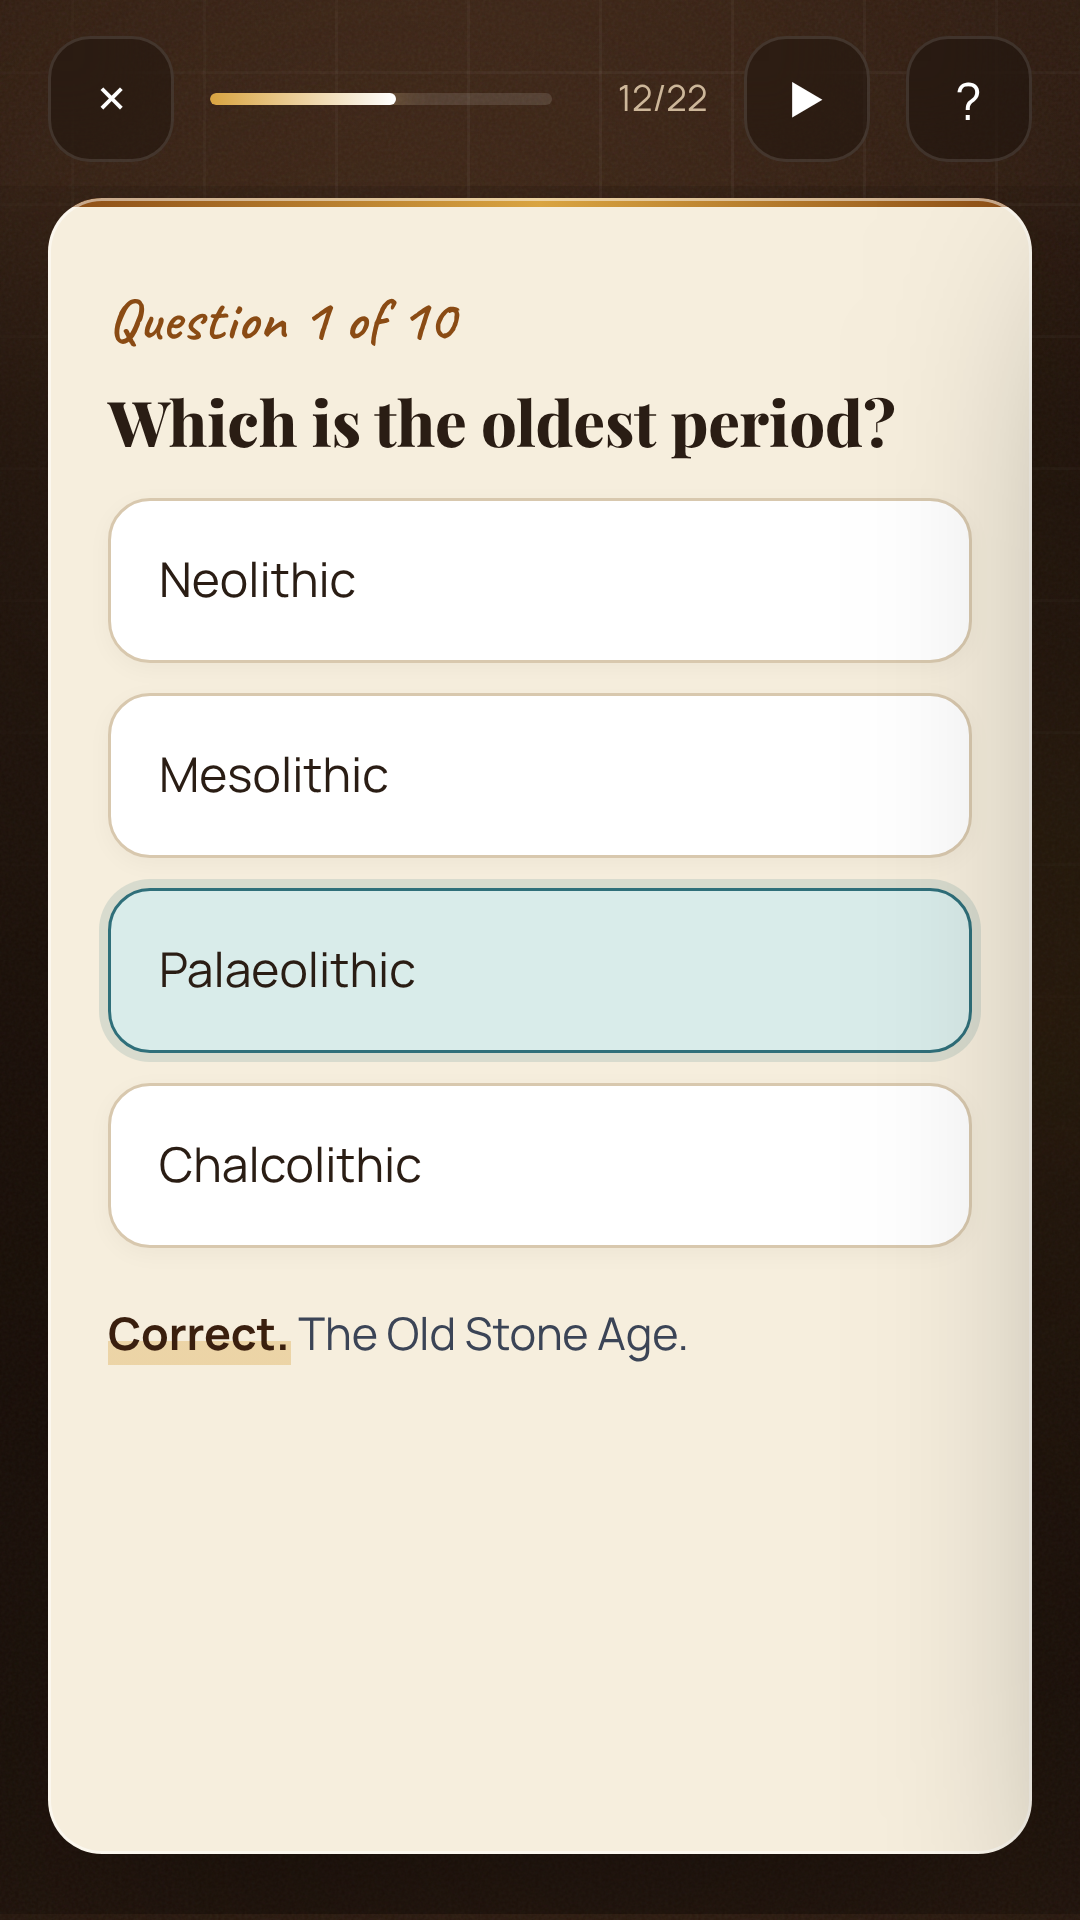 ×
12/22
?
Question 1 of 10
Which is the oldest period?
Neolithic
Mesolithic
Palaeolithic
Chalcolithic
Correct. The Old Stone Age.